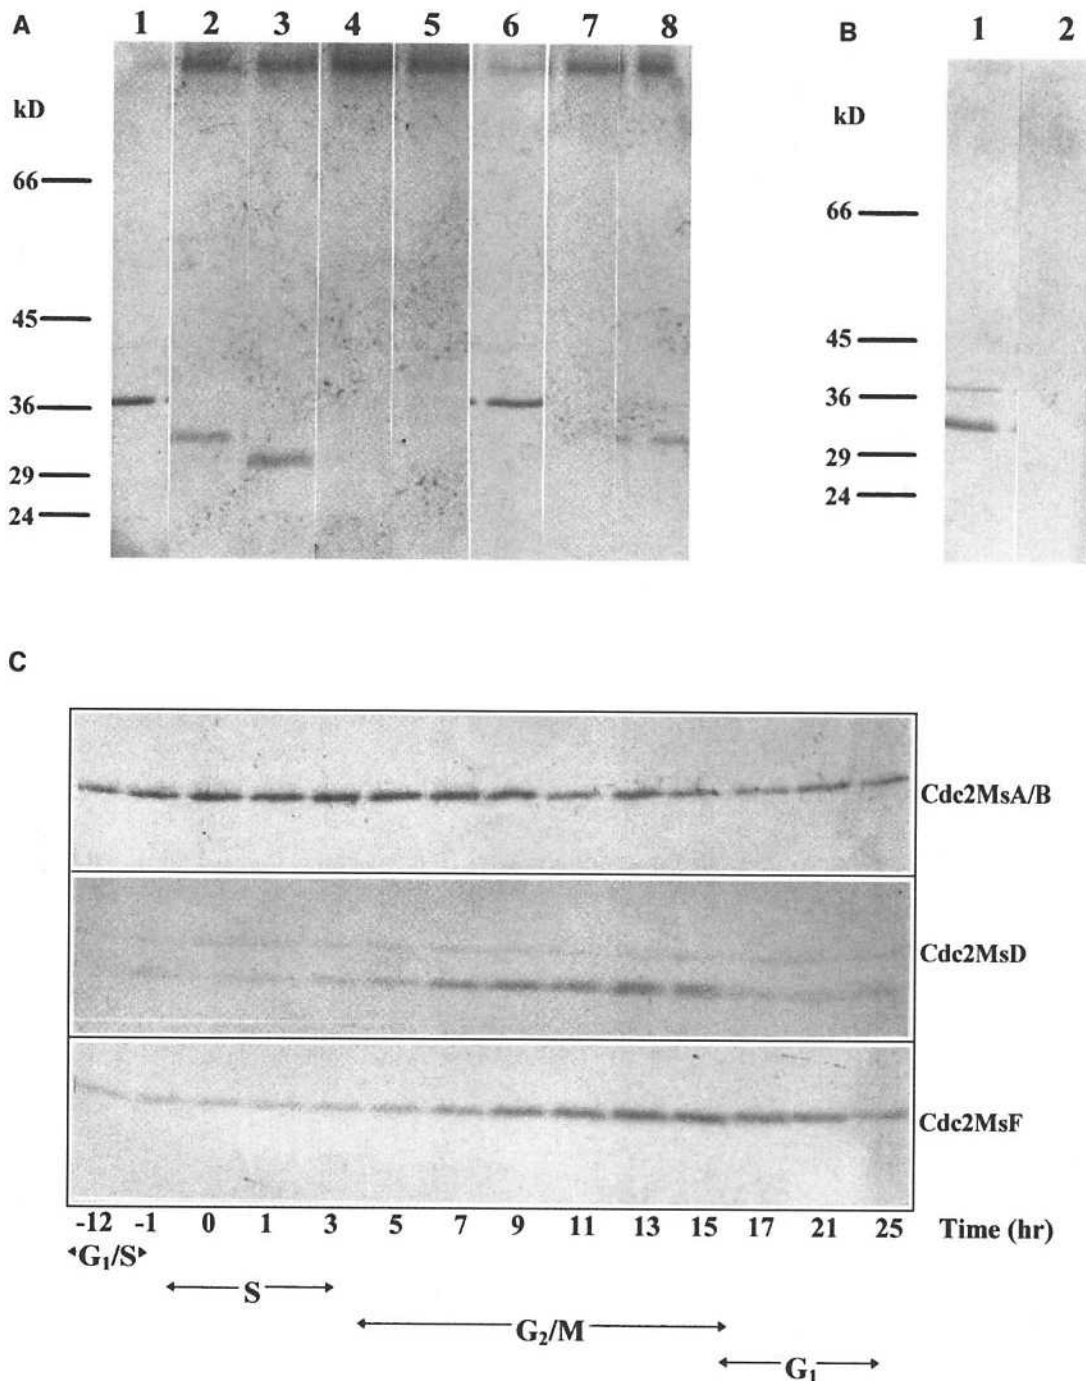 A
1 2 3 4 5 6 7 8
kD
66
45
36
29
24
B
1 2
kD
66
45
36
29
24
C
Cdc2MsA/B
Cdc2MsD
Cdc2MsF
-12 -1 0 1 3 5 7 9 11 13 15 17 21 25 Time (hr)
G₁/S
S
G₂/M
G₁